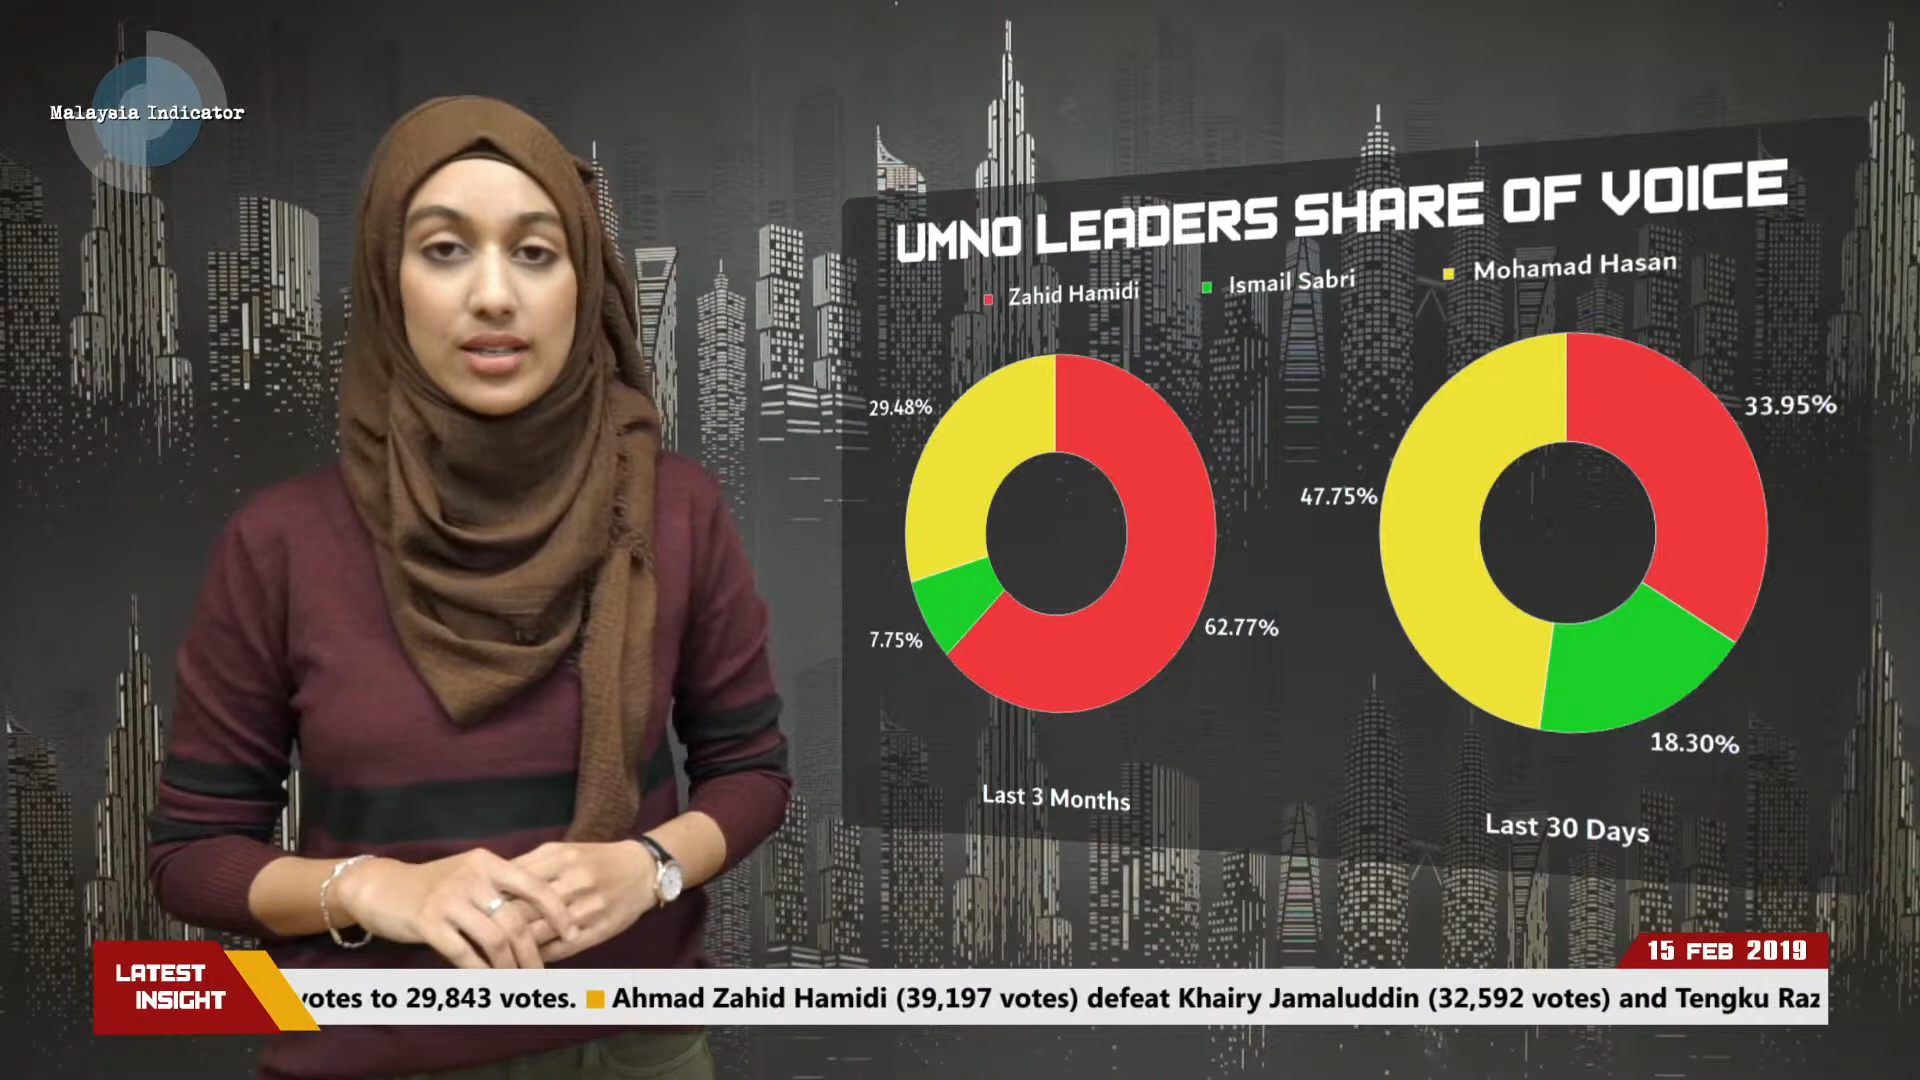 Malaysia Indicator
UMNO LEADERS SHARE OF VOICE
Zahid Hamidi
Ismail Sabri
Mohamad Hasan
29.48%
7.75%
62.77%
Last 3 Months
33.95%
47.75%
18.30%
Last 30 Days
15 FEB 2019
LATEST
INSIGHT
votes to 29,843 votes. Ahmad Zahid Hamidi (39,197 votes) defeat Khairy Jamaluddin (32,592 votes) and Tengku Raz